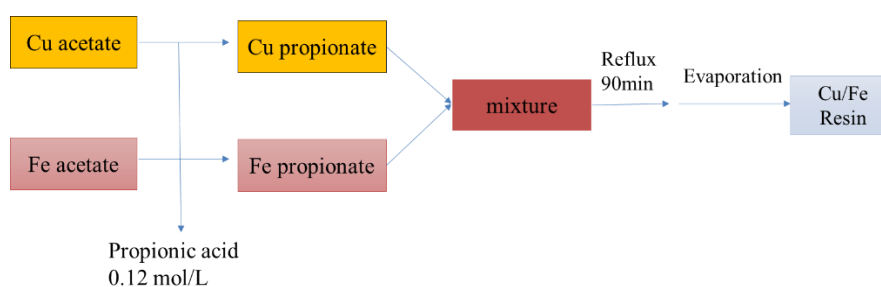 Cu acetate
Cu propionate
Fe acetate
Fe propionate
Propionic acid
0.12 mol/L
mixture
Reflux
90min
Evaporation
Cu/Fe
Resin